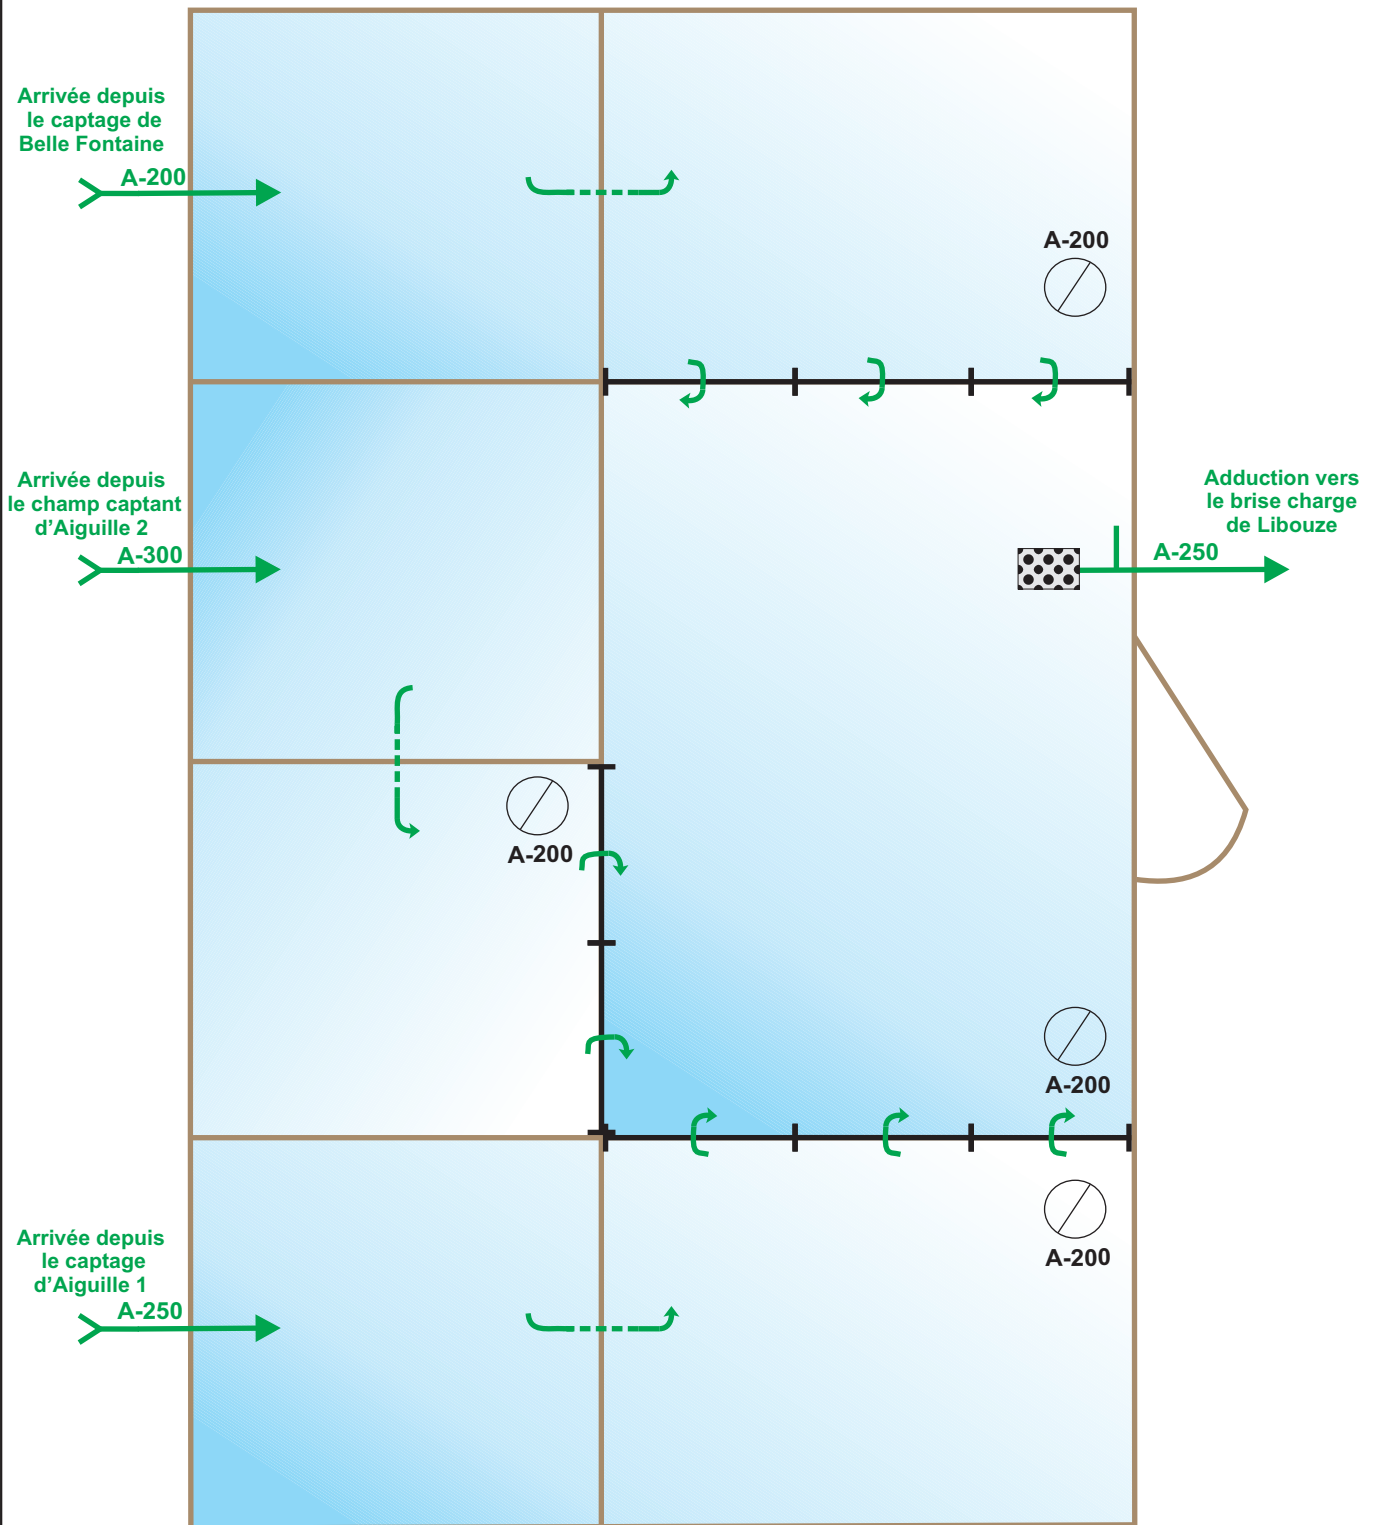 Arrivée depuis
le captage de
Belle Fontaine
A-200
A-200
Arrivée depuis
le champ captant
d'Aiguille 2
A-300
Adduction vers
le brise charge
de Libouze
A-250
A-200
A-200
Arrivée depuis
le captage
d'Aiguille 1
A-250
A-200